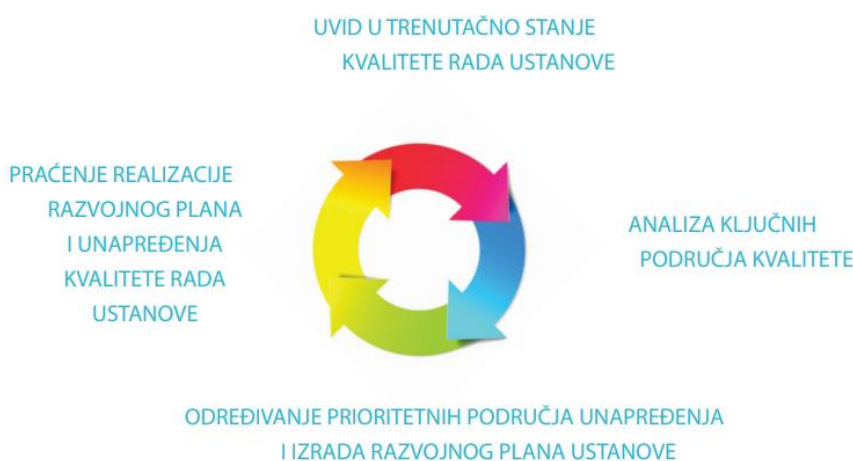 UVID U TRENUTAČNO STANJE
KVALITETE RADA USTANOVE
PRAĆENJE REALIZACIJE
RAZVOJNOG PLANA
I UNAPREĐENJA
KVALITETE RADA
USTANOVE
ANALIZA KLJUČNIH
PODRUČJA KVALITETE
ODREĐIVANJE PRIORITETNIH PODRUČJA UNAPREĐENJA
I IZRADA RAZVOJNOG PLANA USTANOVE